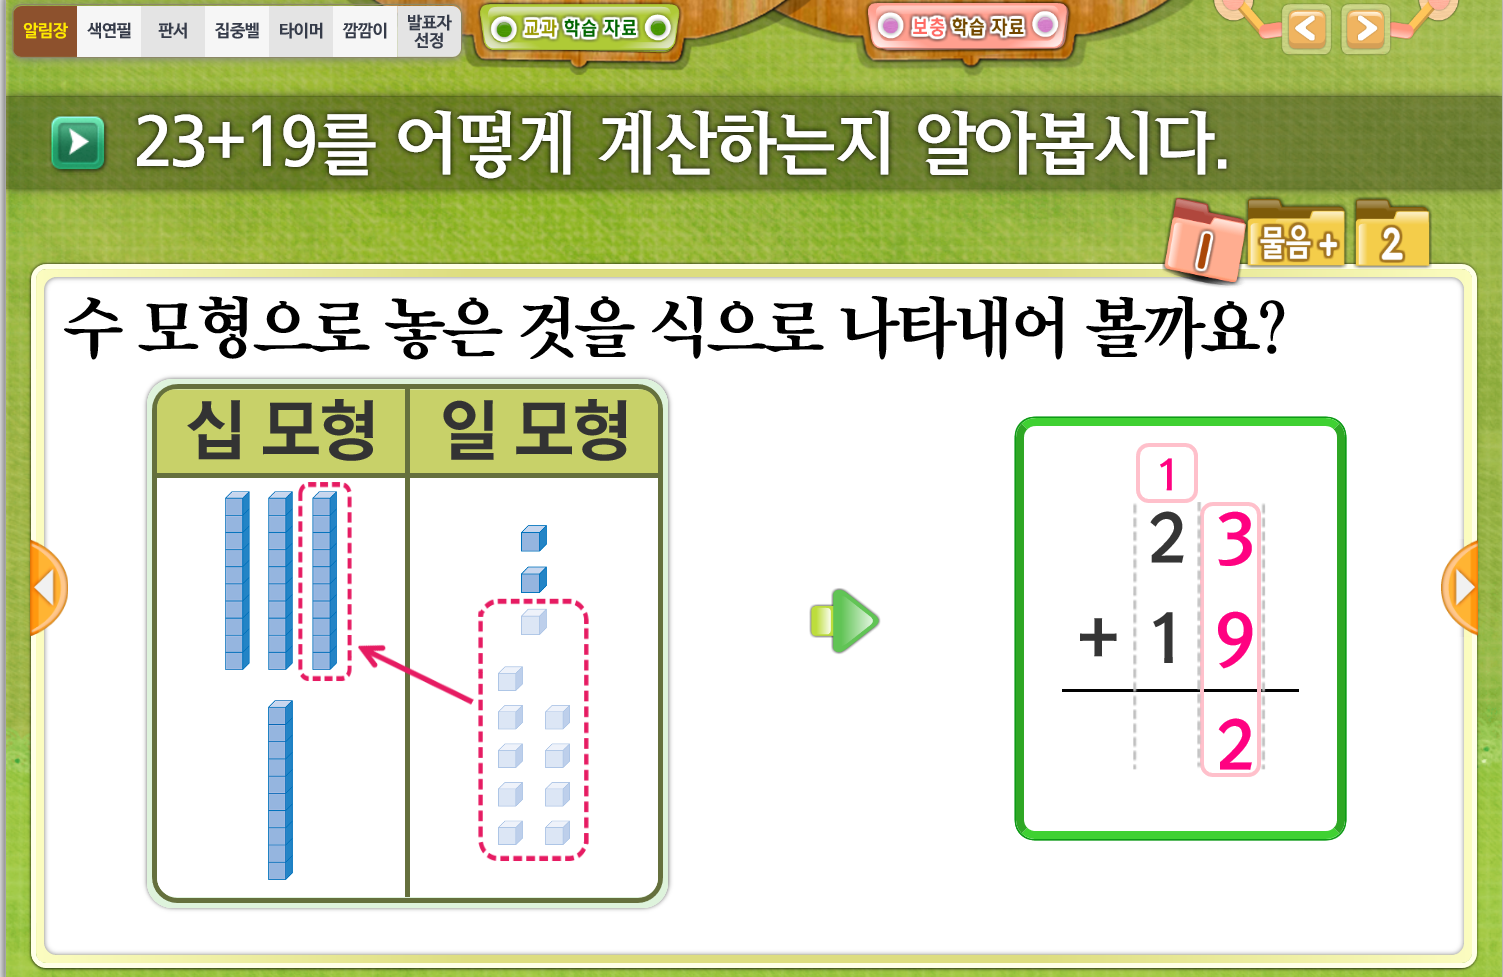 알림장 색연필 판서 집중벨 타이머 깜깜이 발표자 선정
교과 학습 자료
보충 학습 자료
23+19를 어떻게 계산하는지 알아봅시다.
1 물음+ 2
수 모형으로 놓은 것을 식으로 나타내어 볼까요?
십 모형 일 모형
1
2 3
+ 1 9
2